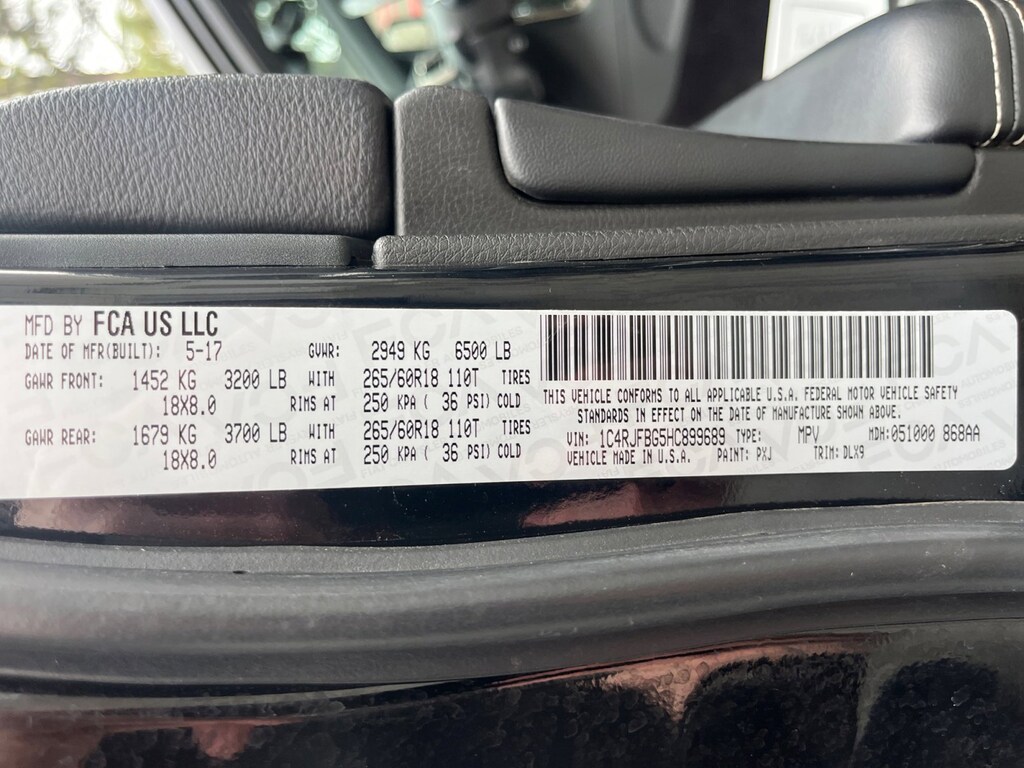 MFD BY FCA US LLC
DATE OF MFR(BUILT): 5-17 GVWR: 2949 KG 6500 LB
GAWR FRONT: 1452 KG 3200 LB WITH 265/60R18 110T TIRES
18X8.0 RIMS AT 250 KPA ( 36 PSI) COLD
GAWR REAR: 1679 KG 3700 LB WITH 265/60R18 110T TIRES
18X8.0 RIMS AT 250 KPA ( 36 PSI) COLD
THIS VEHICLE CONFORMS TO ALL APPLICABLE U.S.A. FEDERAL MOTOR VEHICLE SAFETY
STANDARDS IN EFFECT ON THE DATE OF MANUFACTURE SHOWN ABOVE.
VIN: 1C4RJFBG5HC899689 TYPE: MPV MDH:051000 868AA
VEHICLE MADE IN U.S.A. PAINT: PXJ TRIM: DLX9